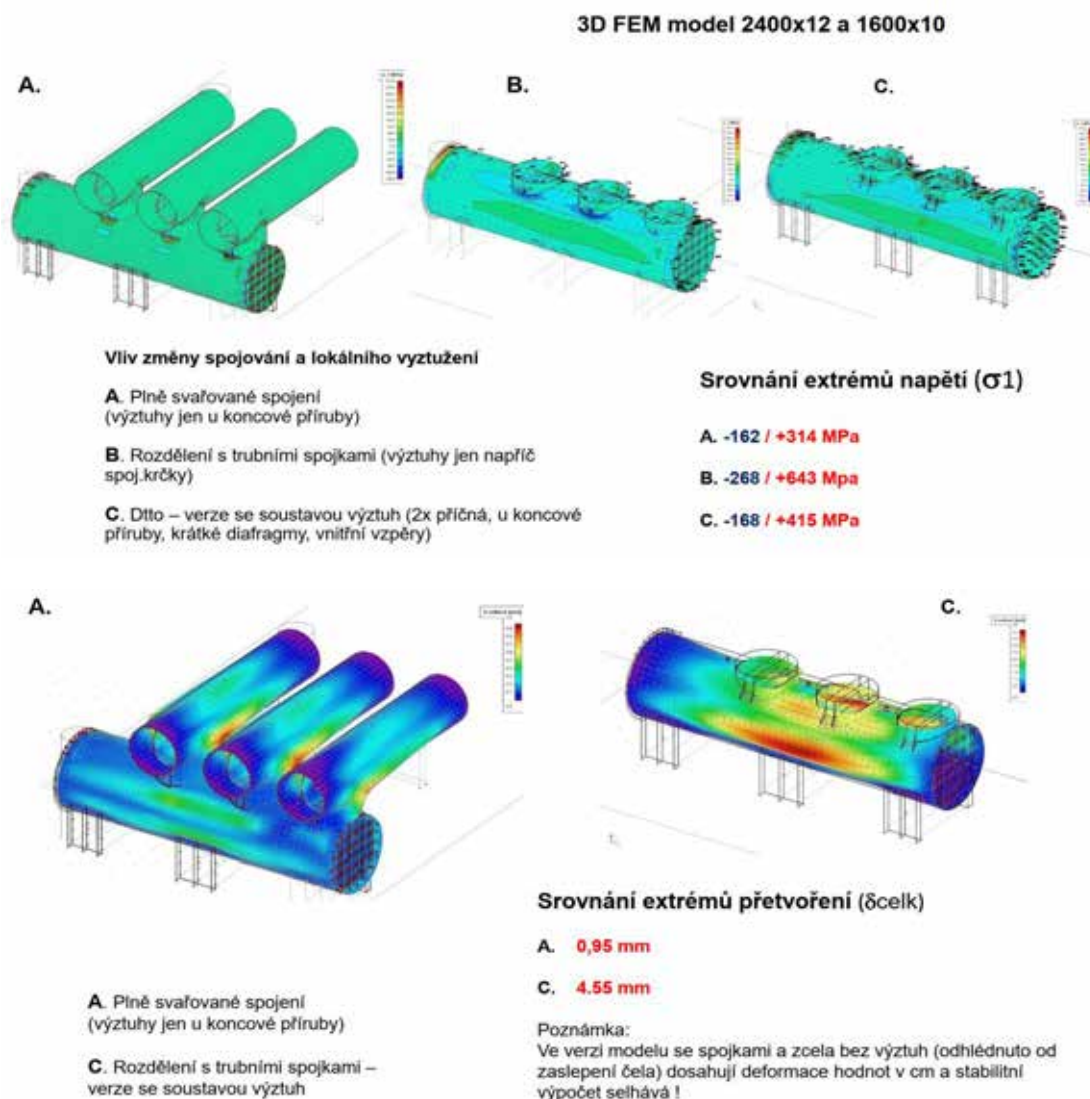 3D FEM model 2400x12 a 1600x10
A.
B.
C.
Vliv změny spojování a lokálního vyztužení
A. Plně svařované spojení
(výztuhy jen u koncové příruby)
B. Rozdělení s trubními spojkami (výztuhy jen napříč
spoj.krčky)
C. Dtto – verze se soustavou výztuh (2x příčná, u koncové
příruby, krátké diafragmy, vnitřní vzpěry)
Srovnání extrémů napětí (σ1)
A. -162 / +314 MPa
B. -268 / +643 Mpa
C. -168 / +415 MPa
A.
C.
A. Plně svařované spojení
(výztuhy jen u koncové příruby)
C. Rozdělení s trubními spojkami –
verze se soustavou výztuh
Srovnání extrémů přetvoření (δcelk)
A. 0,95 mm
C. 4.55 mm
Poznámka:
Ve verzi modelu se spojkami a zcela bez výztuh (odhlédnuto od
zaslepení čela) dosahují deformace hodnot v cm a stabilitní
výpočet selhává !